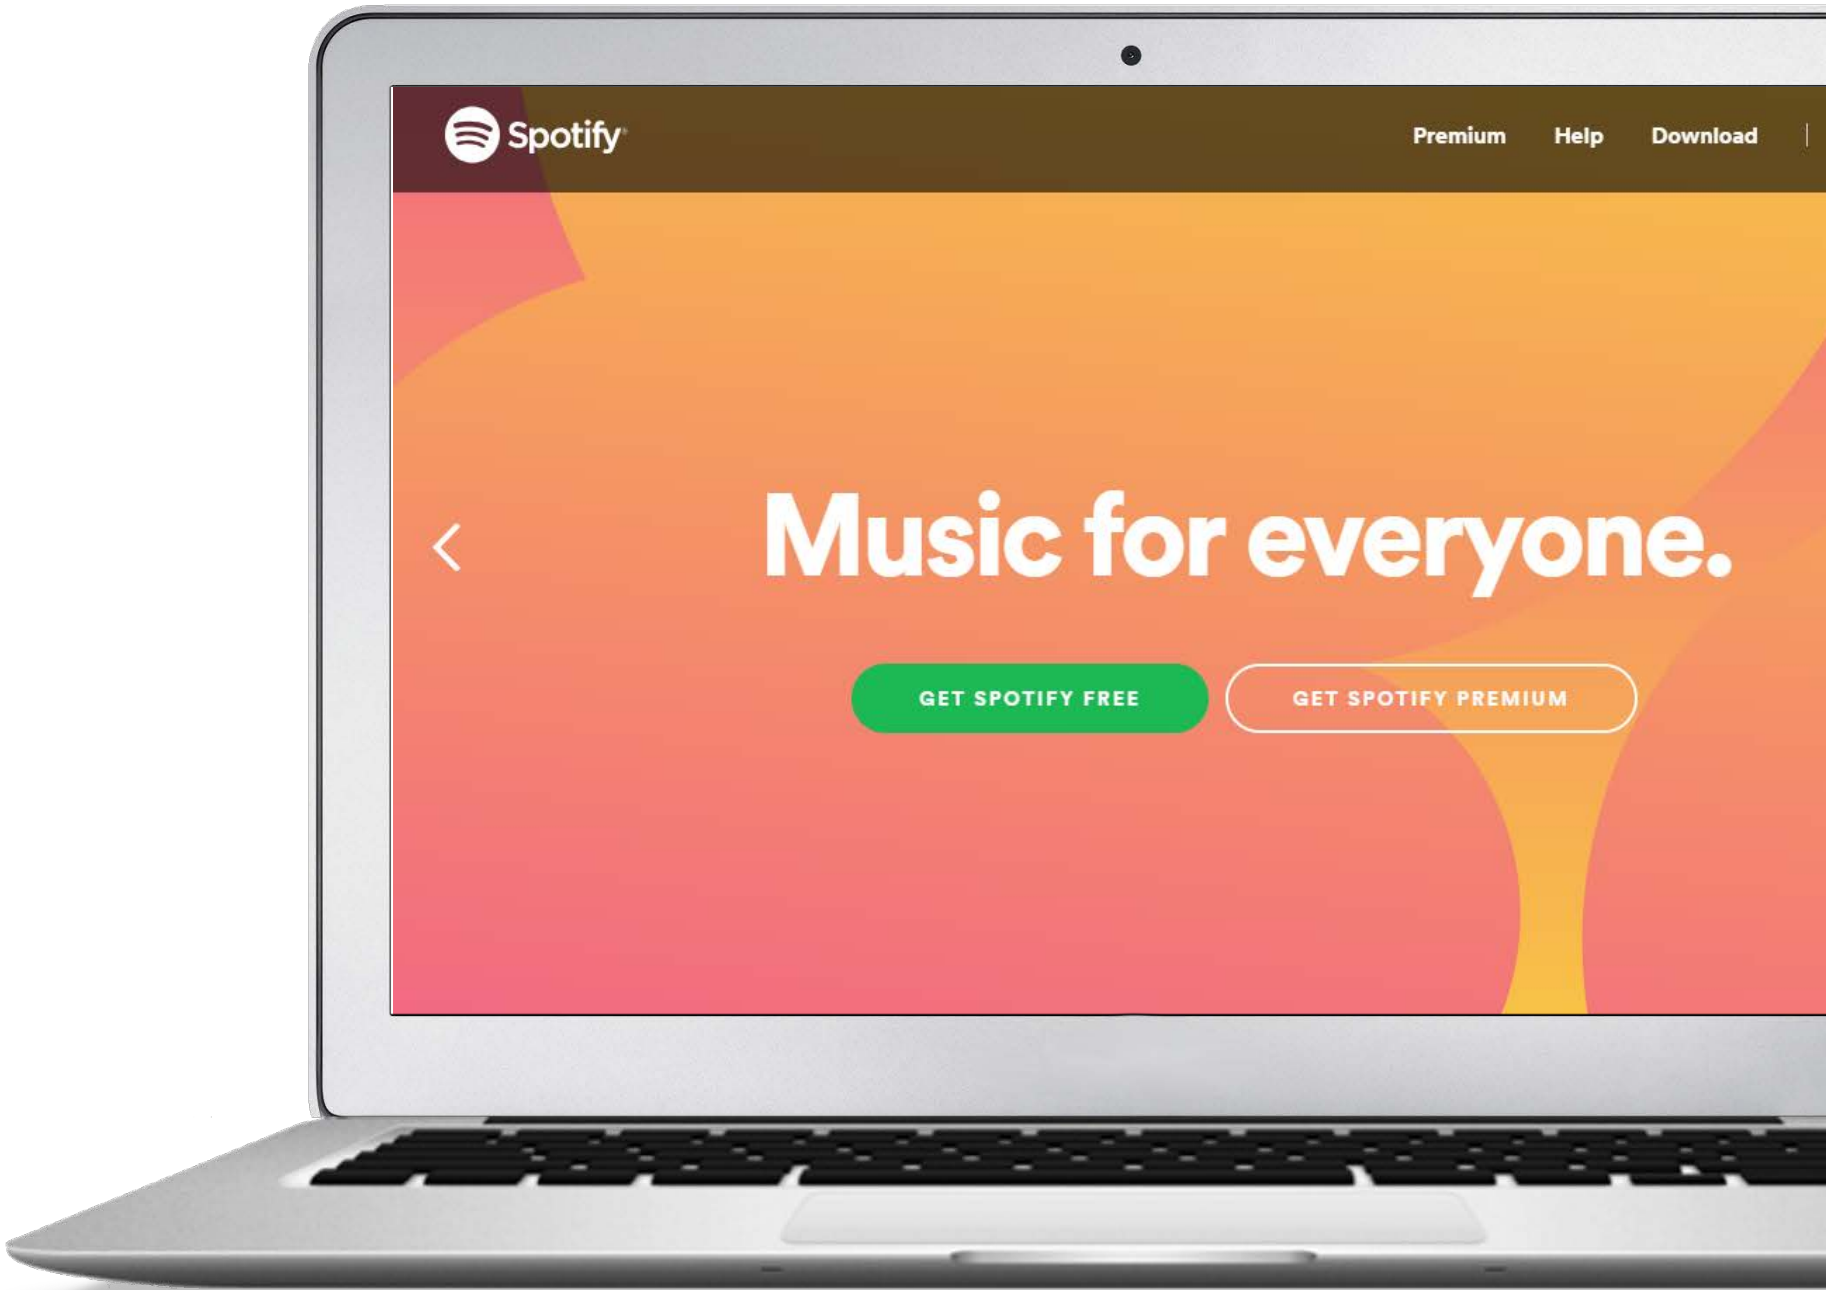 Spotify
Premium Help Download |
Music for everyone.
GET SPOTIFY FREE GET SPOTIFY PREMIUM